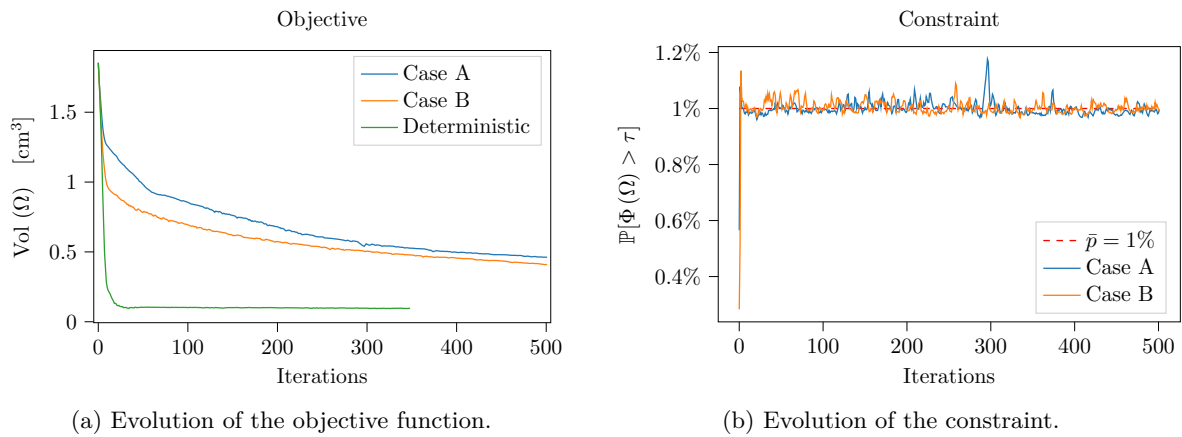 Objective
Vol (Ω) [cm³]
1.5
1
0.5
0
Case A
Case B
Deterministic
0 100 200 300 400 500
Iterations
(a) Evolution of the objective function.
Constraint
ℙ[Φ (Ω) > τ]
1.2%
1%
0.8%
0.6%
0.4%
p̄ = 1%
Case A
Case B
0 100 200 300 400 500
Iterations
(b) Evolution of the constraint.